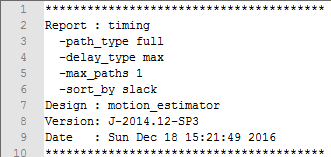 1 ****************************************
2 Report : timing
3 -path_type full
4 -delay_type max
5 -max_paths 1
6 -sort_by slack
7 Design : motion_estimator
8 Version: J-2014.12-SP3
9 Date : Sun Dec 18 15:21:49 2016
10 ****************************************